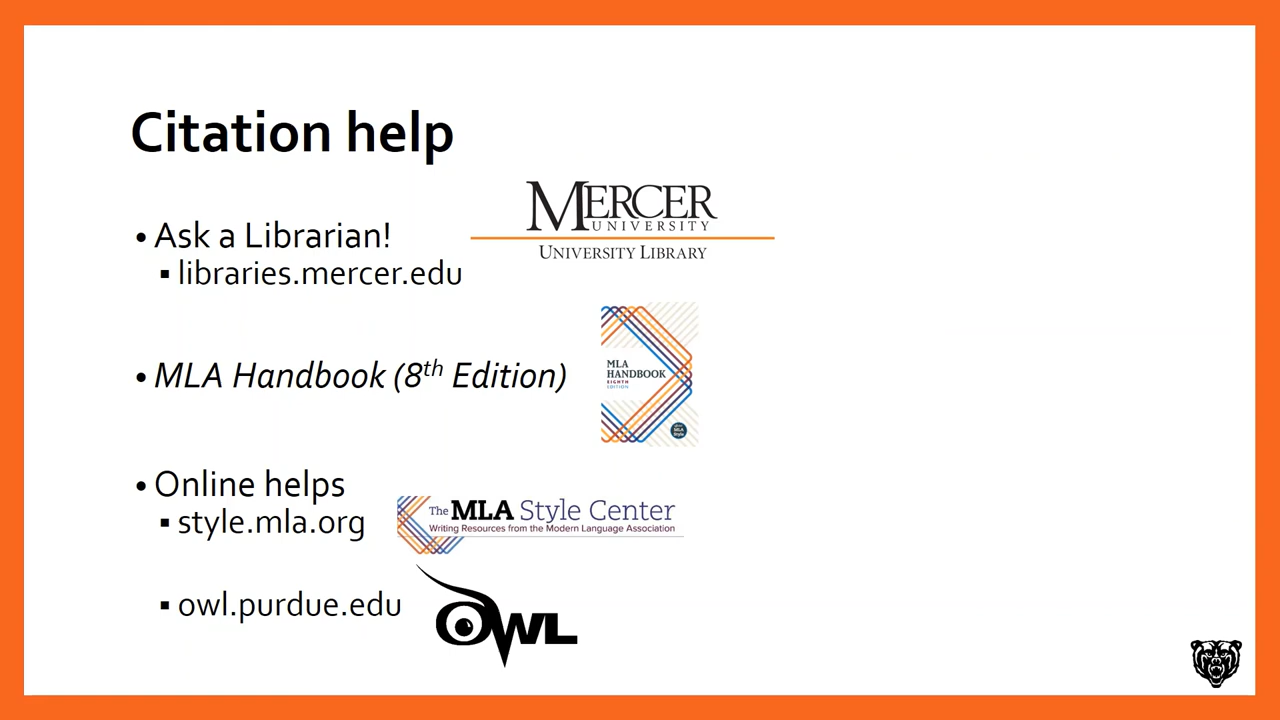 Citation help
• Ask a Librarian!
▪ libraries.mercer.edu
MERCER
UNIVERSITY
UNIVERSITY LIBRARY
• MLA Handbook (8th Edition)
MLA
HANDBOOK
EIGHTH
EDITION
MLA
Style
• Online helps
▪ style.mla.org
The MLA Style Center
Writing Resources from the Modern Language Association
▪ owl.purdue.edu
OWL